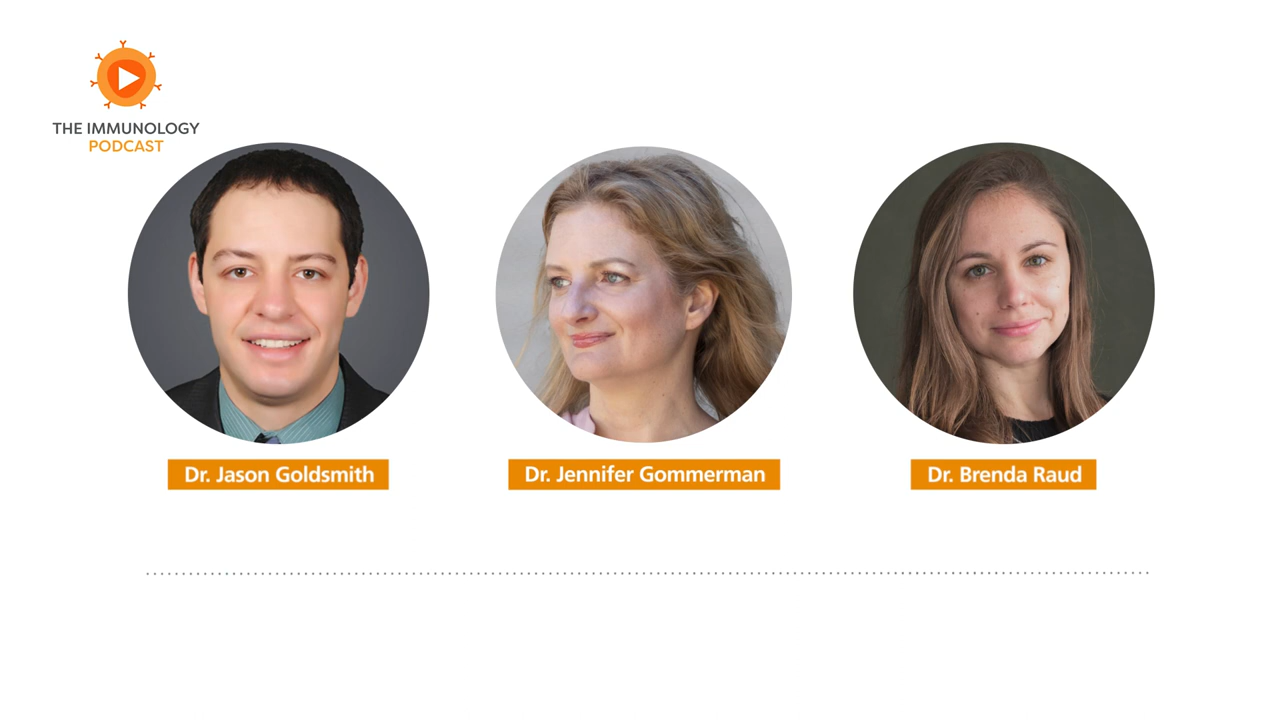 THE IMMUNOLOGY
PODCAST
Dr. Jason Goldsmith
Dr. Jennifer Gommerman
Dr. Brenda Raud